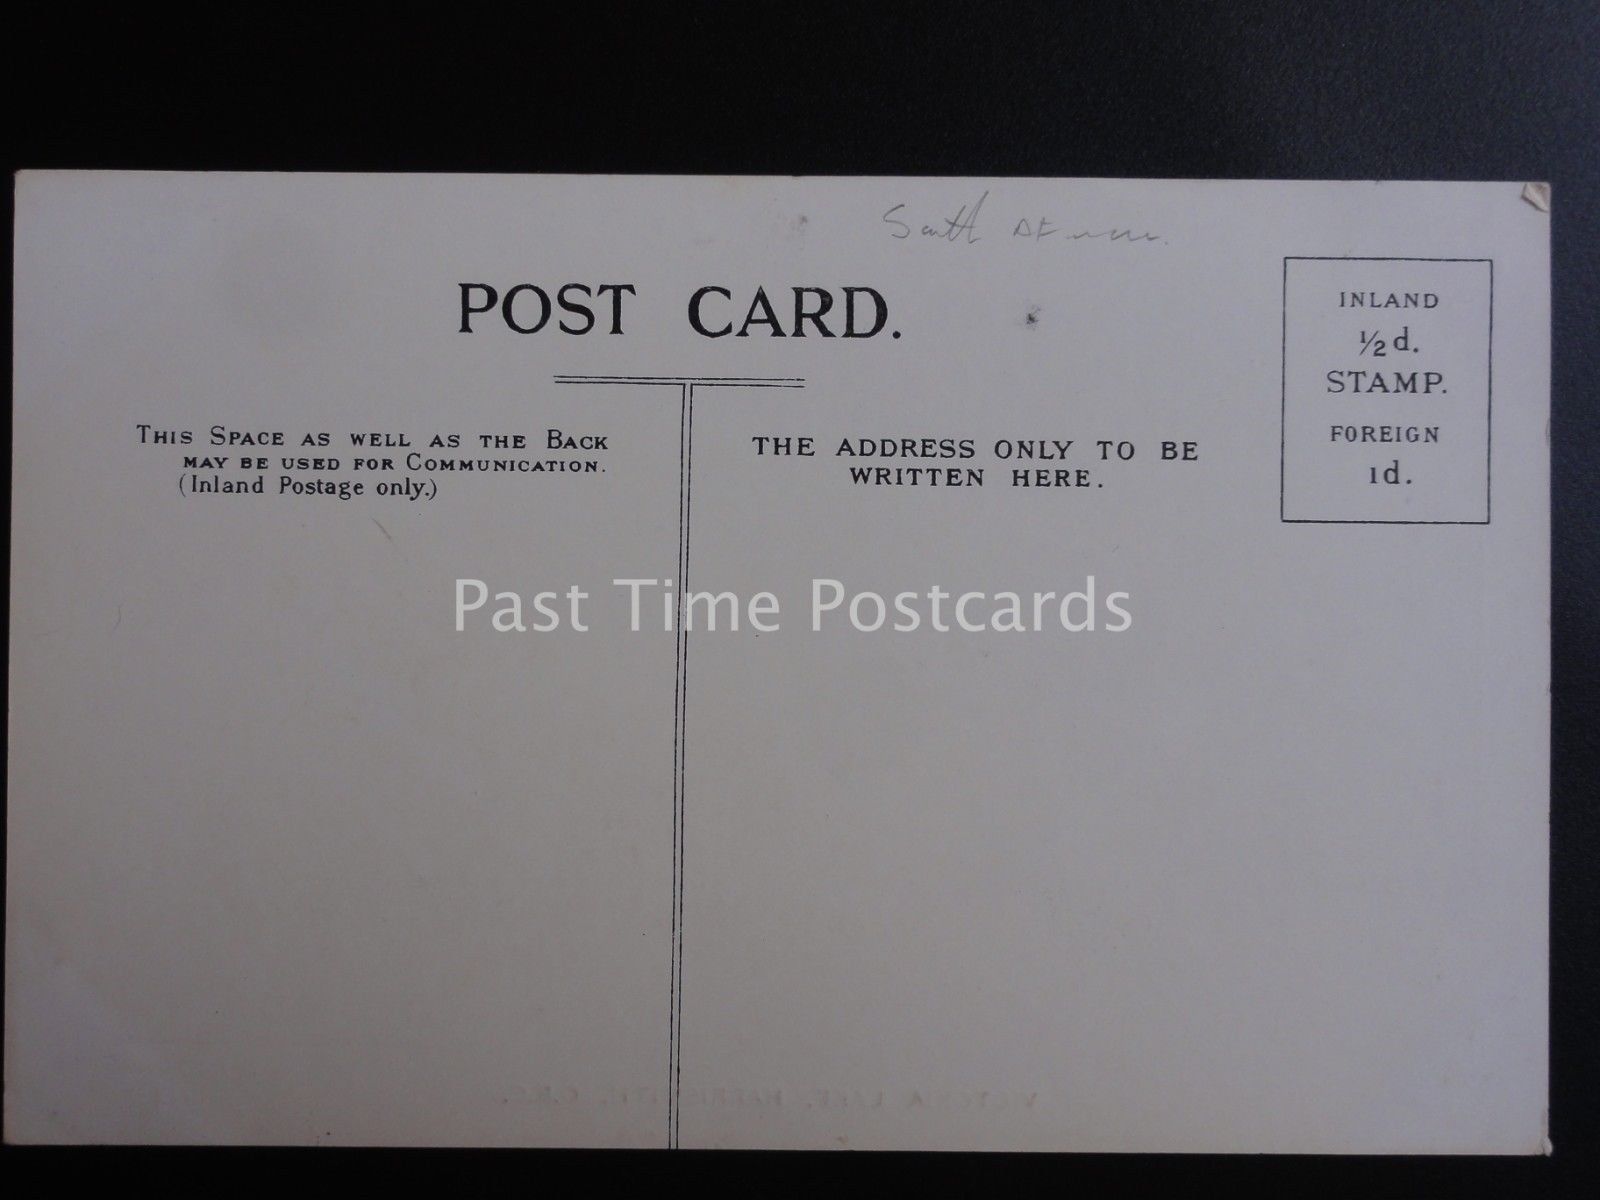 South
POST CARD.
INLAND
½d.
STAMP.
FOREIGN
1d.
THIS SPACE AS WELL AS THE BACK
MAY BE USED FOR COMMUNICATION.
(Inland Postage only.)
THE ADDRESS ONLY TO BE
WRITTEN HERE.
Past Time Postcards